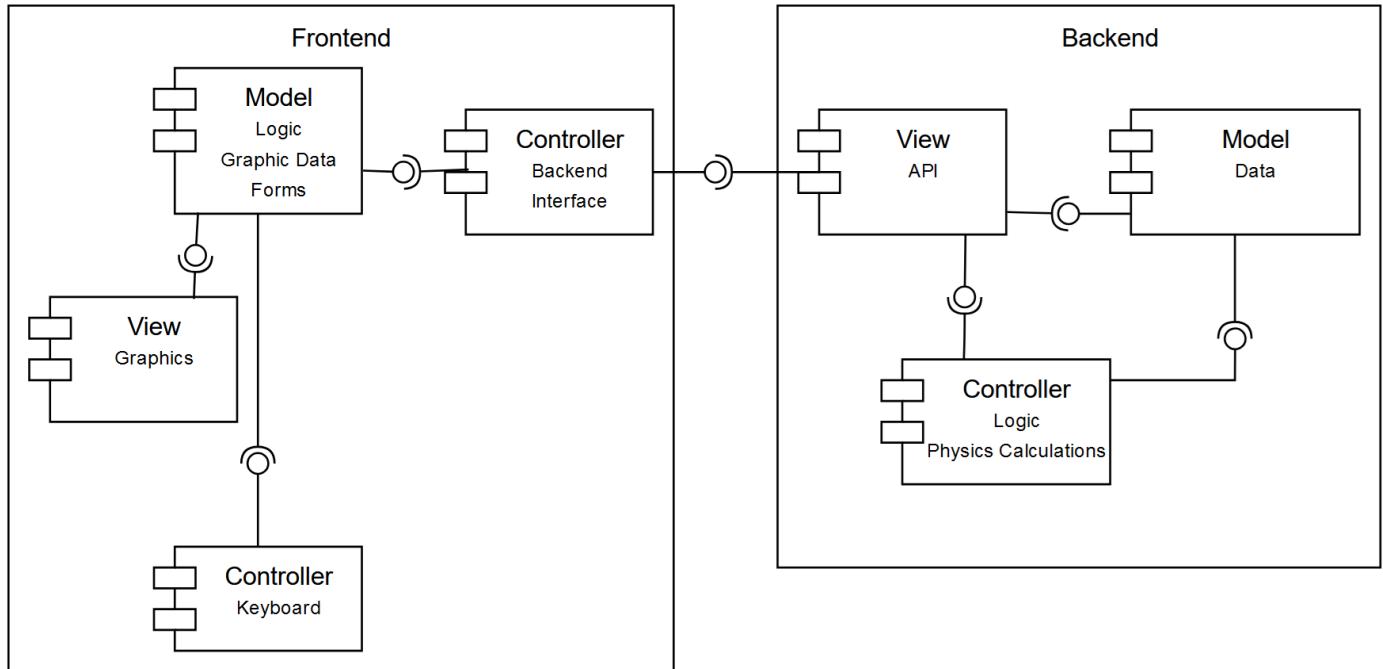 Frontend
Model
Logic
Graphic Data
Forms
Controller
Backend
Interface
View
Graphics
Controller
Keyboard
Backend
View
API
Model
Data
Controller
Logic
Physics Calculations